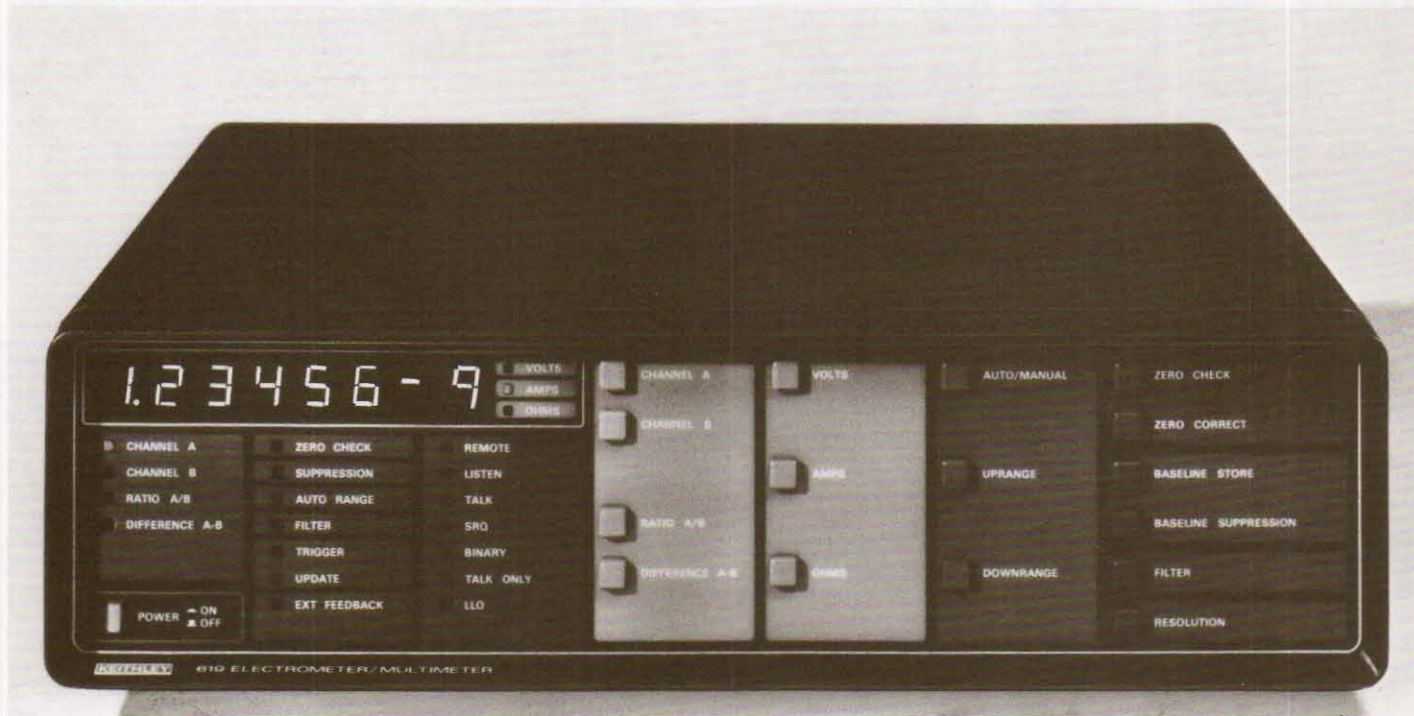 1.23456-9
VOLTS
AMPS
OHMS
CHANNEL A
CHANNEL B
RATIO A/B
DIFFERENCE A-B
POWER ON
OFF
ZERO CHECK
SUPPRESSION
AUTO RANGE
FILTER
TRIGGER
UPDATE
EXT FEEDBACK
REMOTE
LISTEN
TALK
SRQ
BINARY
TALK ONLY
LLO
CHANNEL A
CHANNEL B
RATIO A/B
DIFFERENCE A-B
VOLTS
AMPS
OHMS
AUTO/MANUAL
UPRANGE
DOWNRANGE
ZERO CHECK
ZERO CORRECT
BASELINE STORE
BASELINE SUPPRESSION
FILTER
RESOLUTION
KEITHLEY 619 ELECTROMETER/MULTIMETER